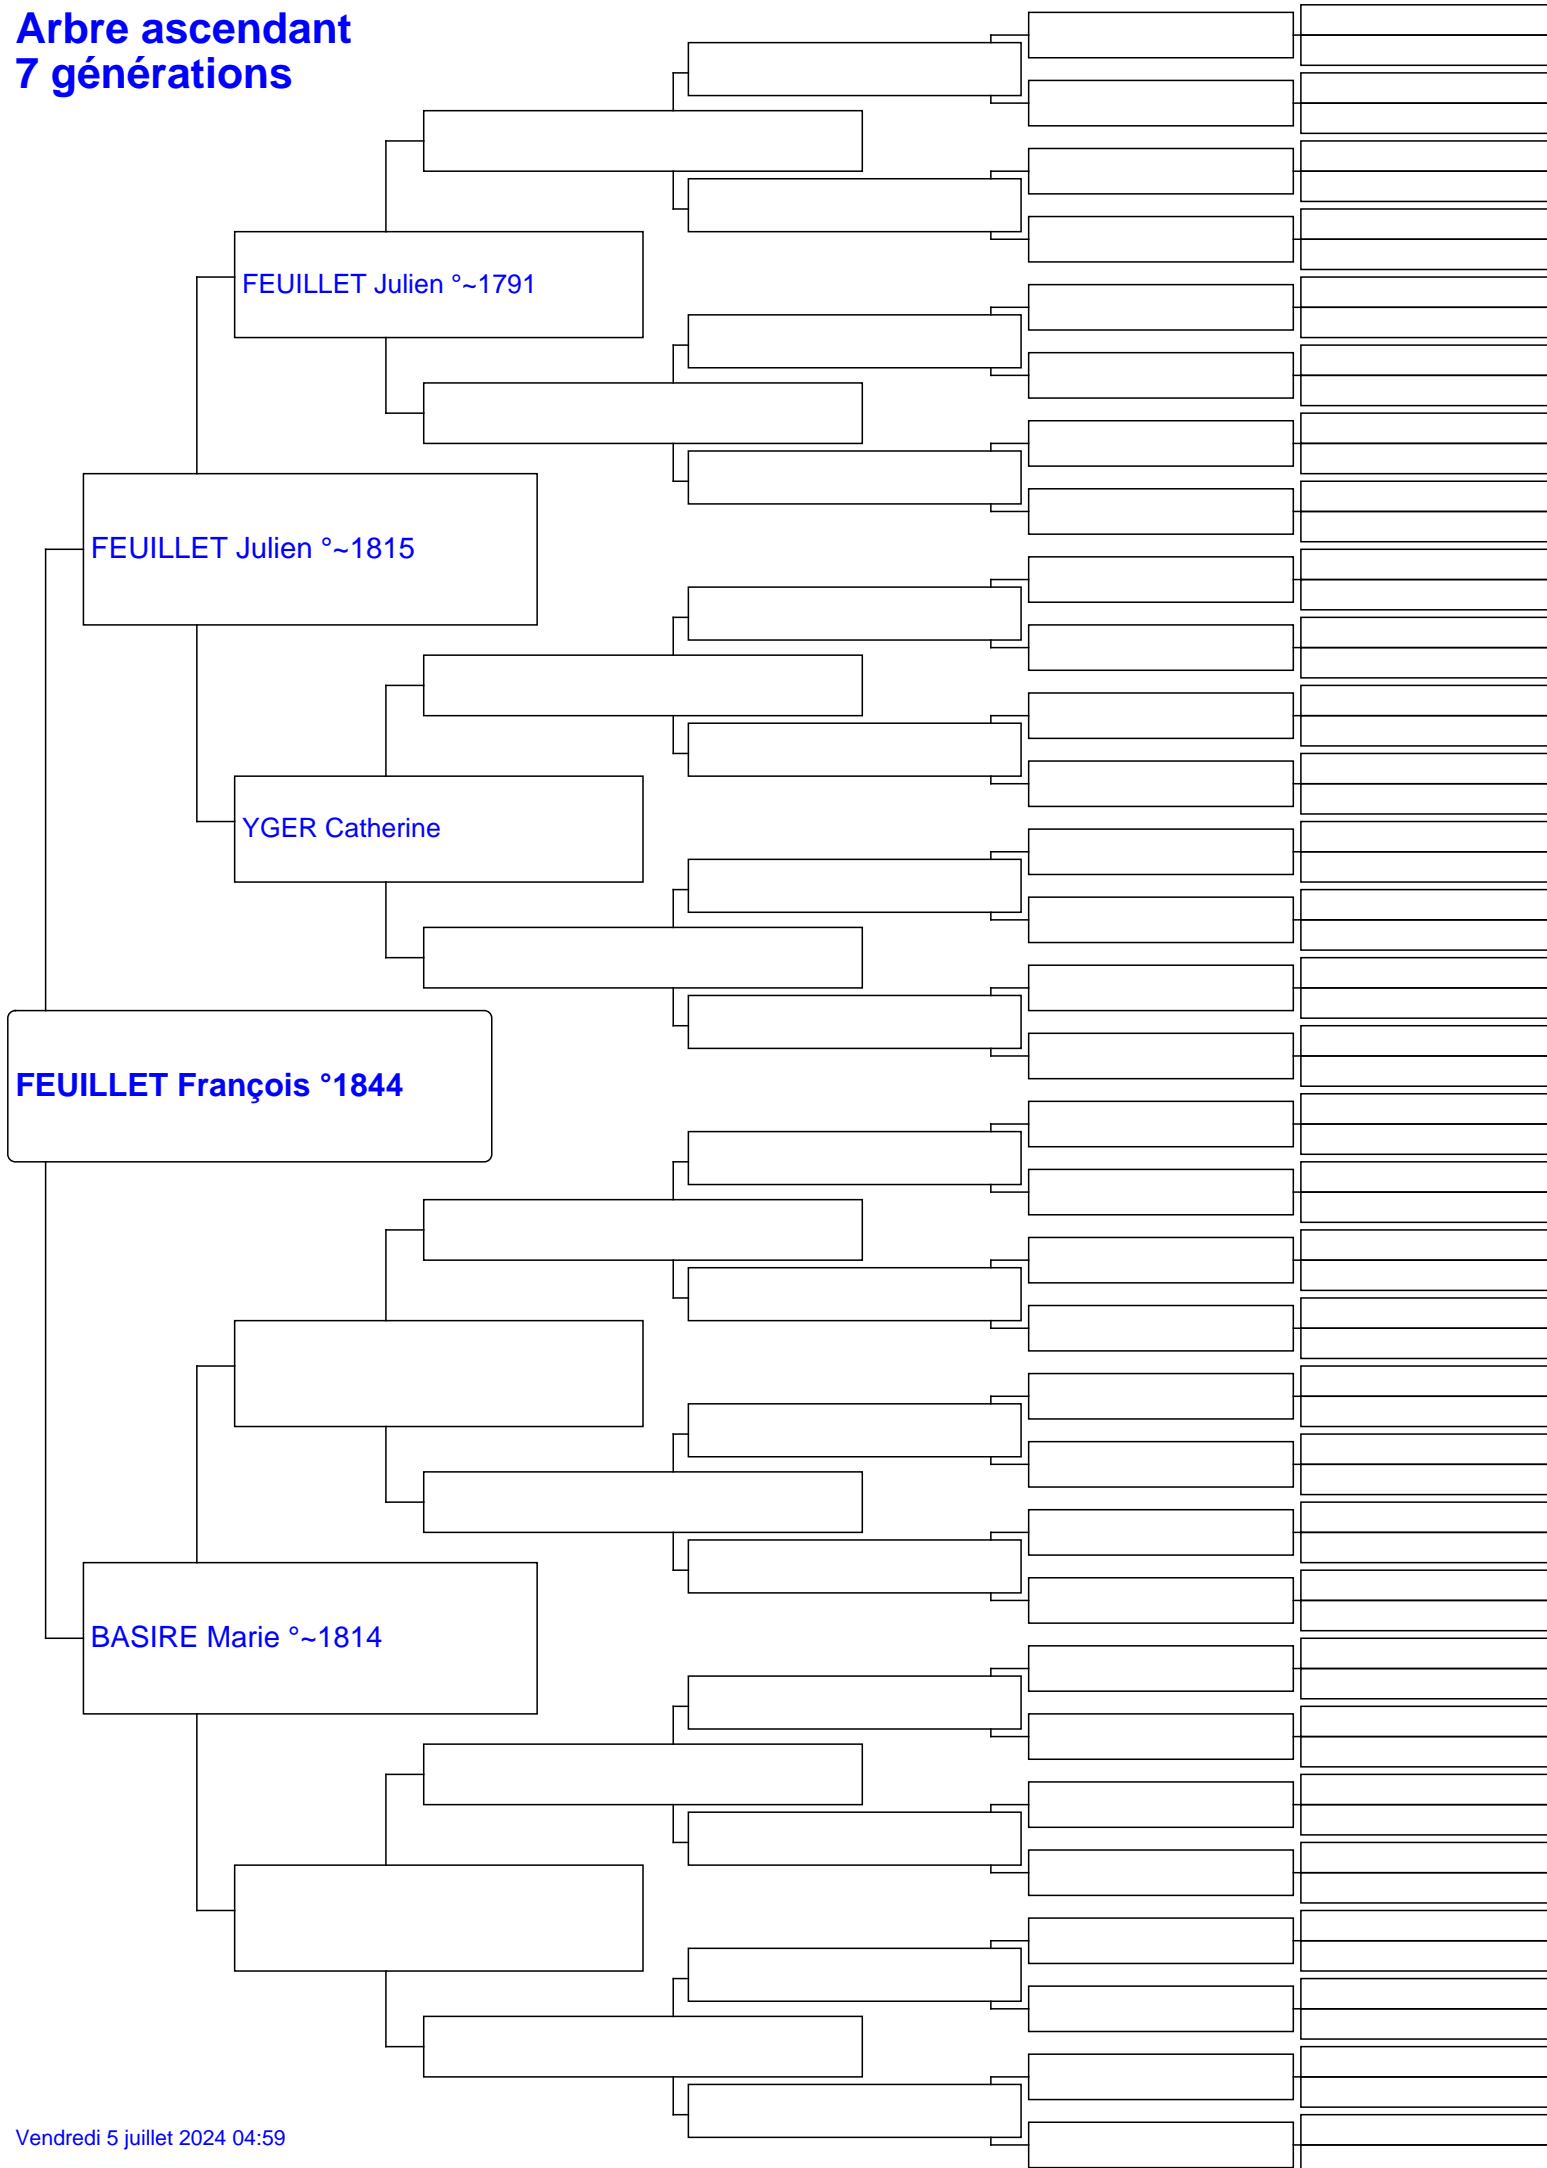 Arbre ascendant
7 générations
FEUILLET Julien °~1791
FEUILLET Julien °~1815
YGER Catherine
FEUILLET François °1844
BASIRE Marie °~1814
Vendredi 5 juillet 2024 04:59